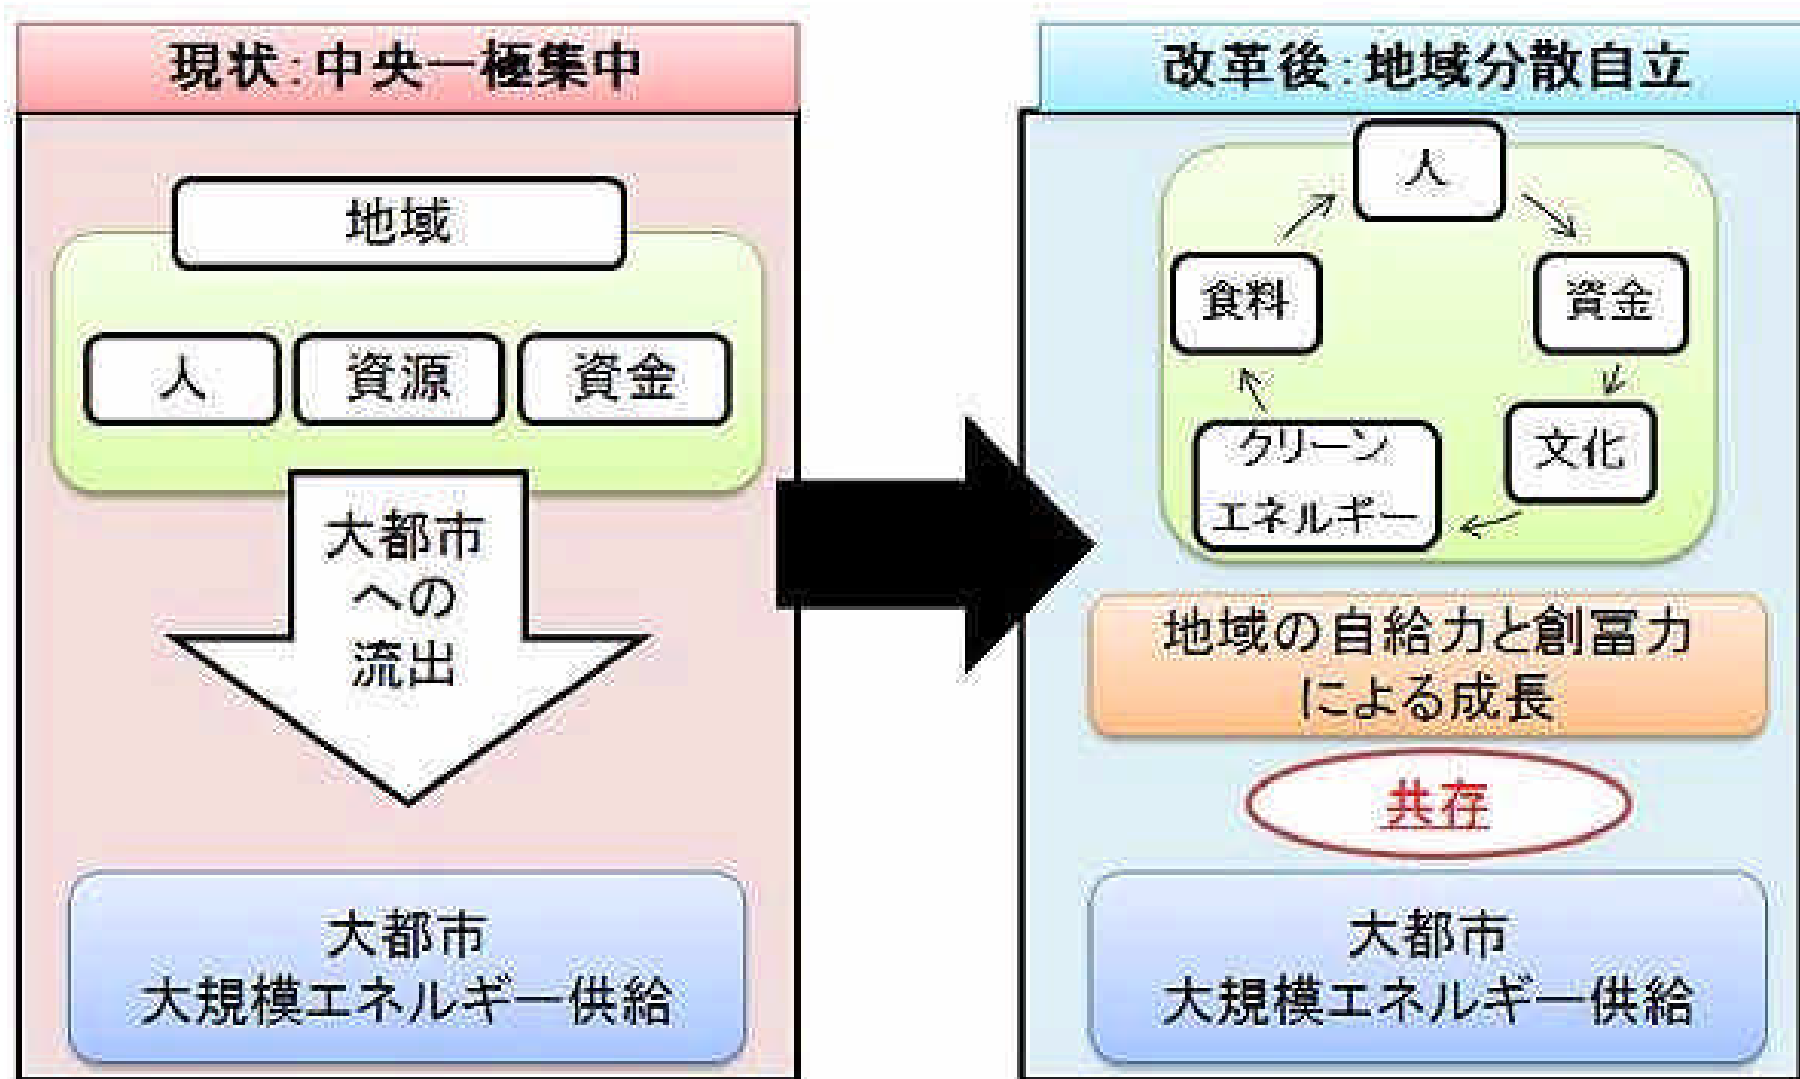 現状:中央一極集中
地域
人
資源
資金
大都市
への
流出
大都市
大規模エネルギー供給
改革後:地域分散自立
人
資金
文化
クリーン
エネルギー
食料
地域の自給力と創冨力
による成長
共存
大都市
大規模エネルギー供給